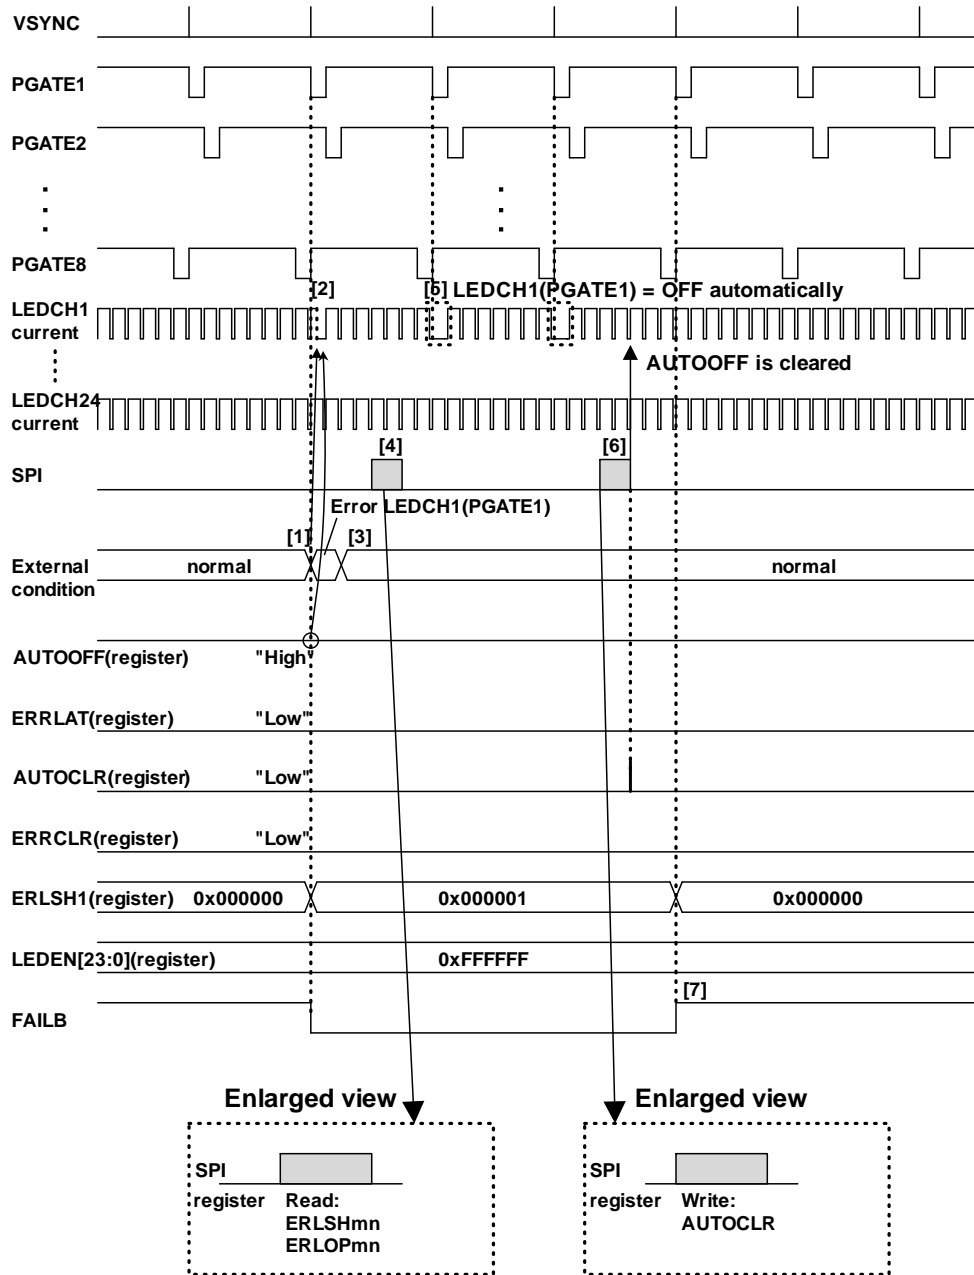 VSYNC
PGATE1
PGATE2
PGATE8
[2]
[5] LEDCH1(PGATE1) = OFF automatically
LEDCH1
current
AUTOOFF is cleared
LEDCH24
current
[4]
[6]
SPI
Error LEDCH1(PGATE1)
[1]
[3]
External
condition
normal
normal
AUTOOFF(register) "High"
ERRLAT(register) "Low"
AUTOCLR(register) "Low"
ERRCLR(register) "Low"
ERLSH1(register) 0x000000 0x000001 0x000000
LEDEN[23:0](register) 0xFFFFFF
[7]
FAILB
Enlarged view
SPI
register
Read:
ERLSHmn
ERLOPmn
Enlarged view
SPI
register
Write:
AUTOCLR